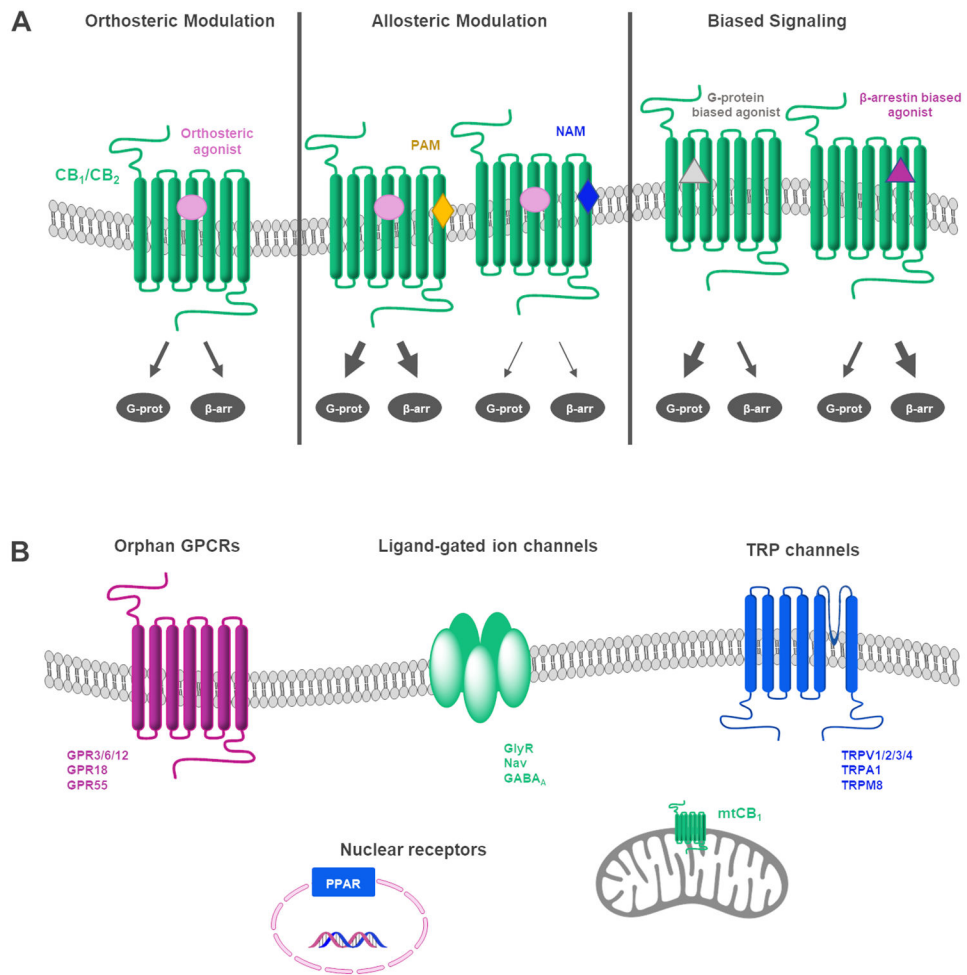 A
Orthosteric Modulation
Allosteric Modulation
Biased Signaling
Orthosteric
agonist
CB₁/CB₂
PAM
NAM
G-protein
biased agonist
β-arrestin biased
agonist
G-prot
β-arr
G-prot
β-arr
G-prot
β-arr
G-prot
β-arr
G-prot
β-arr
B
Orphan GPCRs
Ligand-gated ion channels
TRP channels
GPR3/6/12
GPR18
GPR55
GlyR
Nav
GABAₐ
TRPV1/2/3/4
TRPA1
TRPM8
mtCB₁
Nuclear receptors
PPAR